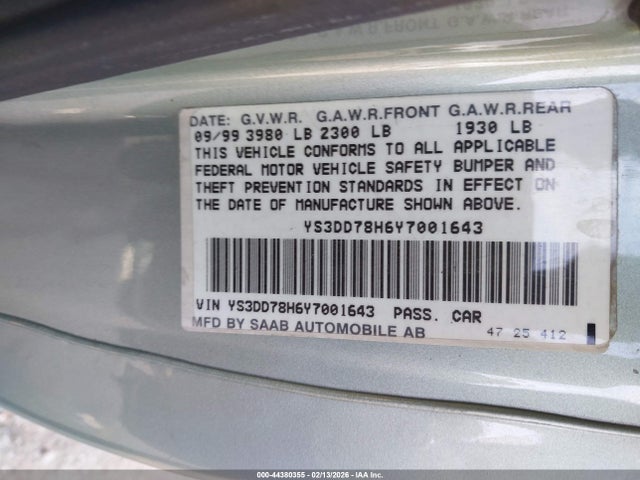 G.A.W.R FRONT G.A.W.R REAR
DATE: G.V.W.R. G.A.W.R.FRONT G.A.W.R.REAR
09/99 3980 LB 2300 LB 1930 LB
THIS VEHICLE CONFORMS TO ALL APPLICABLE
FEDERAL MOTOR VEHICLE SAFETY BUMPER AND
THEFT PREVENTION STANDARDS IN EFFECT ON
THE DATE OF MANUFACTURE SHOWN ABOVE.
YS3DD78H6Y7001643
VIN YS3DD78H6Y7001643 PASS. CAR
MFD BY SAAB AUTOMOBILE AB 47 25 412
000-44380355 - 02/13/2026 - IAA Inc.